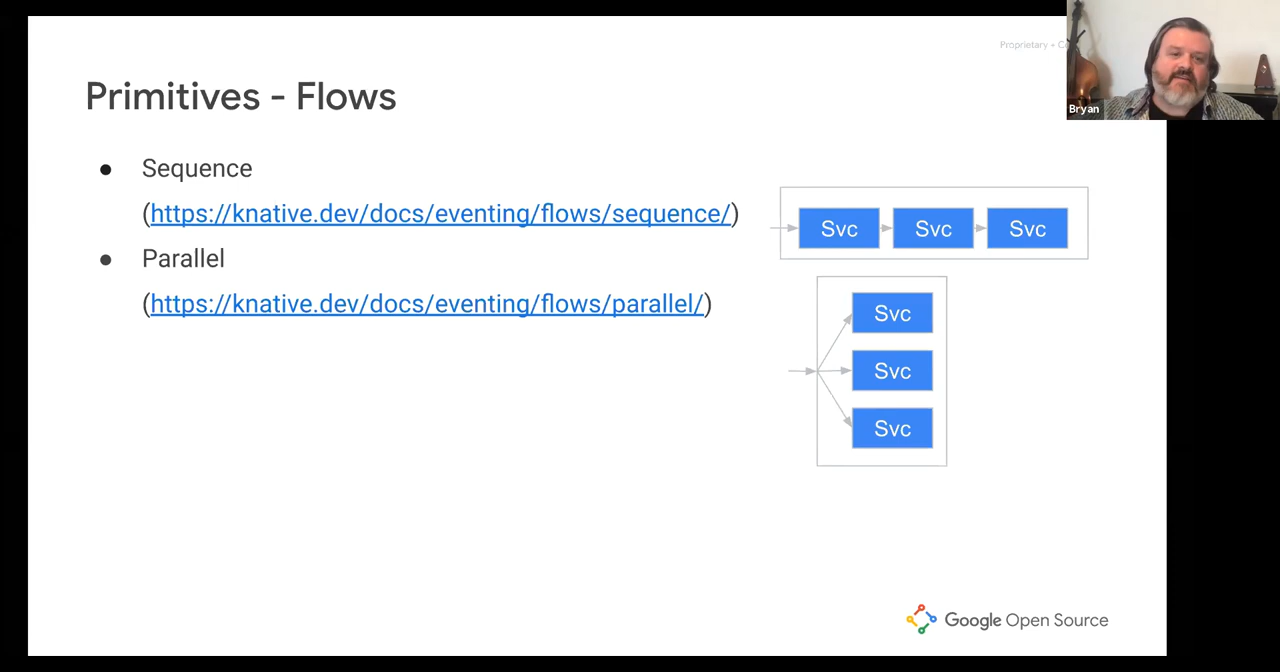 Proprietary + C
Primitives - Flows
● Sequence
(https://knative.dev/docs/eventing/flows/sequence/)
● Parallel
(https://knative.dev/docs/eventing/flows/parallel/)
Svc Svc Svc
Svc
Svc
Svc
Bryan
Google Open Source